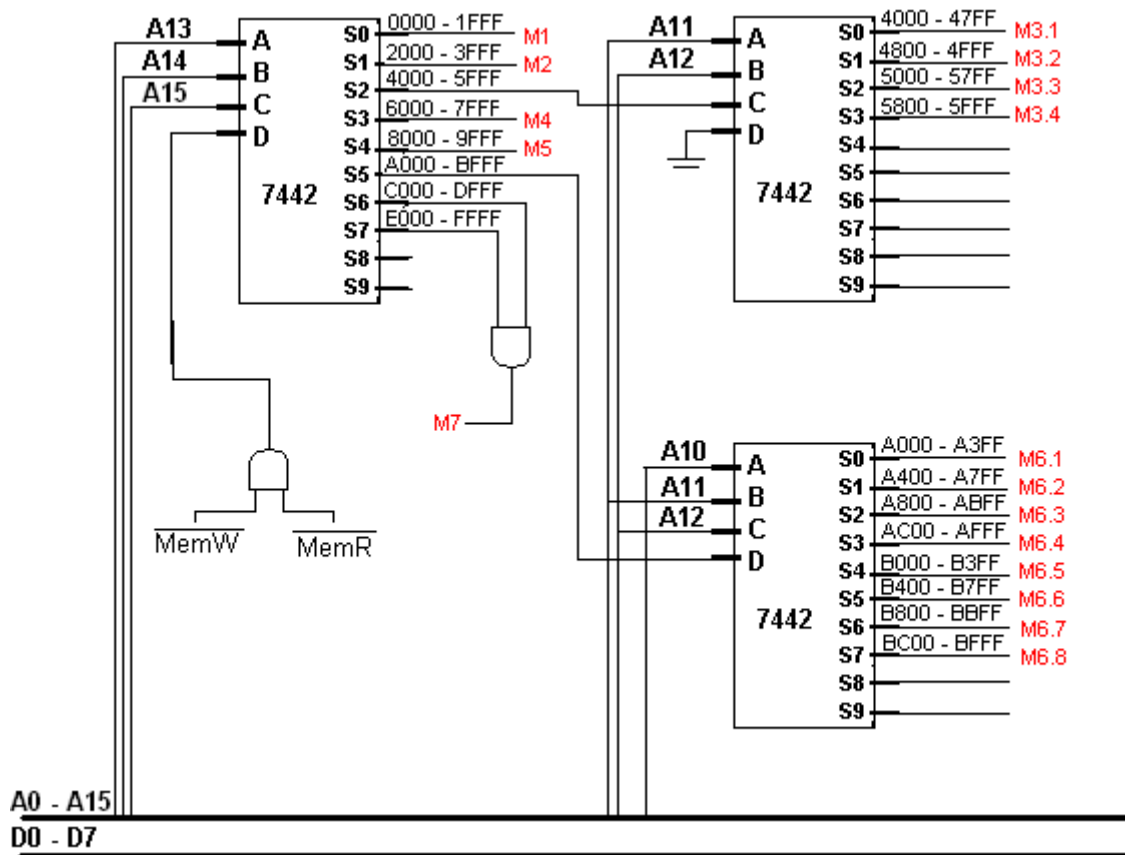 A13
A14
A15
A
B
C
D
7442
S0
S1
S2
S3
S4
S5
S6
S7
S8
S9
0000 - 1FFF
2000 - 3FFF
4000 - 5FFF
6000 - 7FFF
8000 - 9FFF
A000 - BFFF
C000 - DFFF
E000 - FFFF
M1
M2
M4
M5
M7
MemW
MemR
A11
A12
A
B
C
D
7442
S0
S1
S2
S3
S4
S5
S6
S7
S8
S9
4000 - 47FF
4800 - 4FFF
5000 - 57FF
5800 - 5FFF
M3.1
M3.2
M3.3
M3.4
A10
A11
A12
A
B
C
D
7442
S0
S1
S2
S3
S4
S5
S6
S7
S8
S9
A000 - A3FF
A400 - A7FF
A800 - ABFF
AC00 - AFFF
B000 - B3FF
B400 - B7FF
B800 - BBFF
BC00 - BFFF
M6.1
M6.2
M6.3
M6.4
M6.5
M6.6
M6.7
M6.8
A0 - A15
D0 - D7